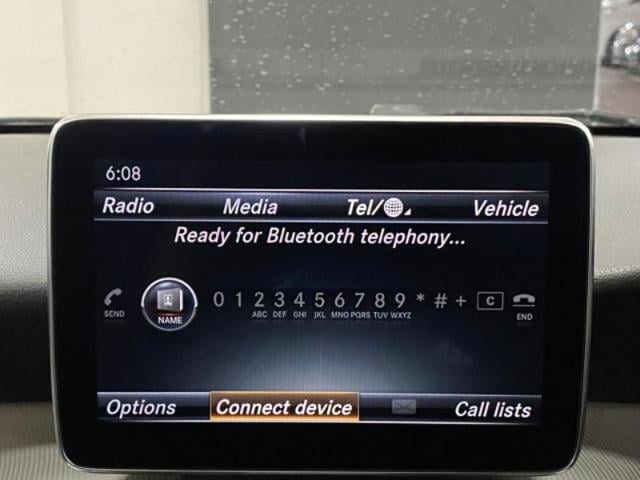 6:08
Radio Media Tel/ Vehicle
Ready for Bluetooth telephony...
0 1 2 3 4 5 6 7 8 9 * # + C
SEND NAME ABC DEF GHI JKL MNO PQRS TUV WXYZ END
Options Connect device Call lists